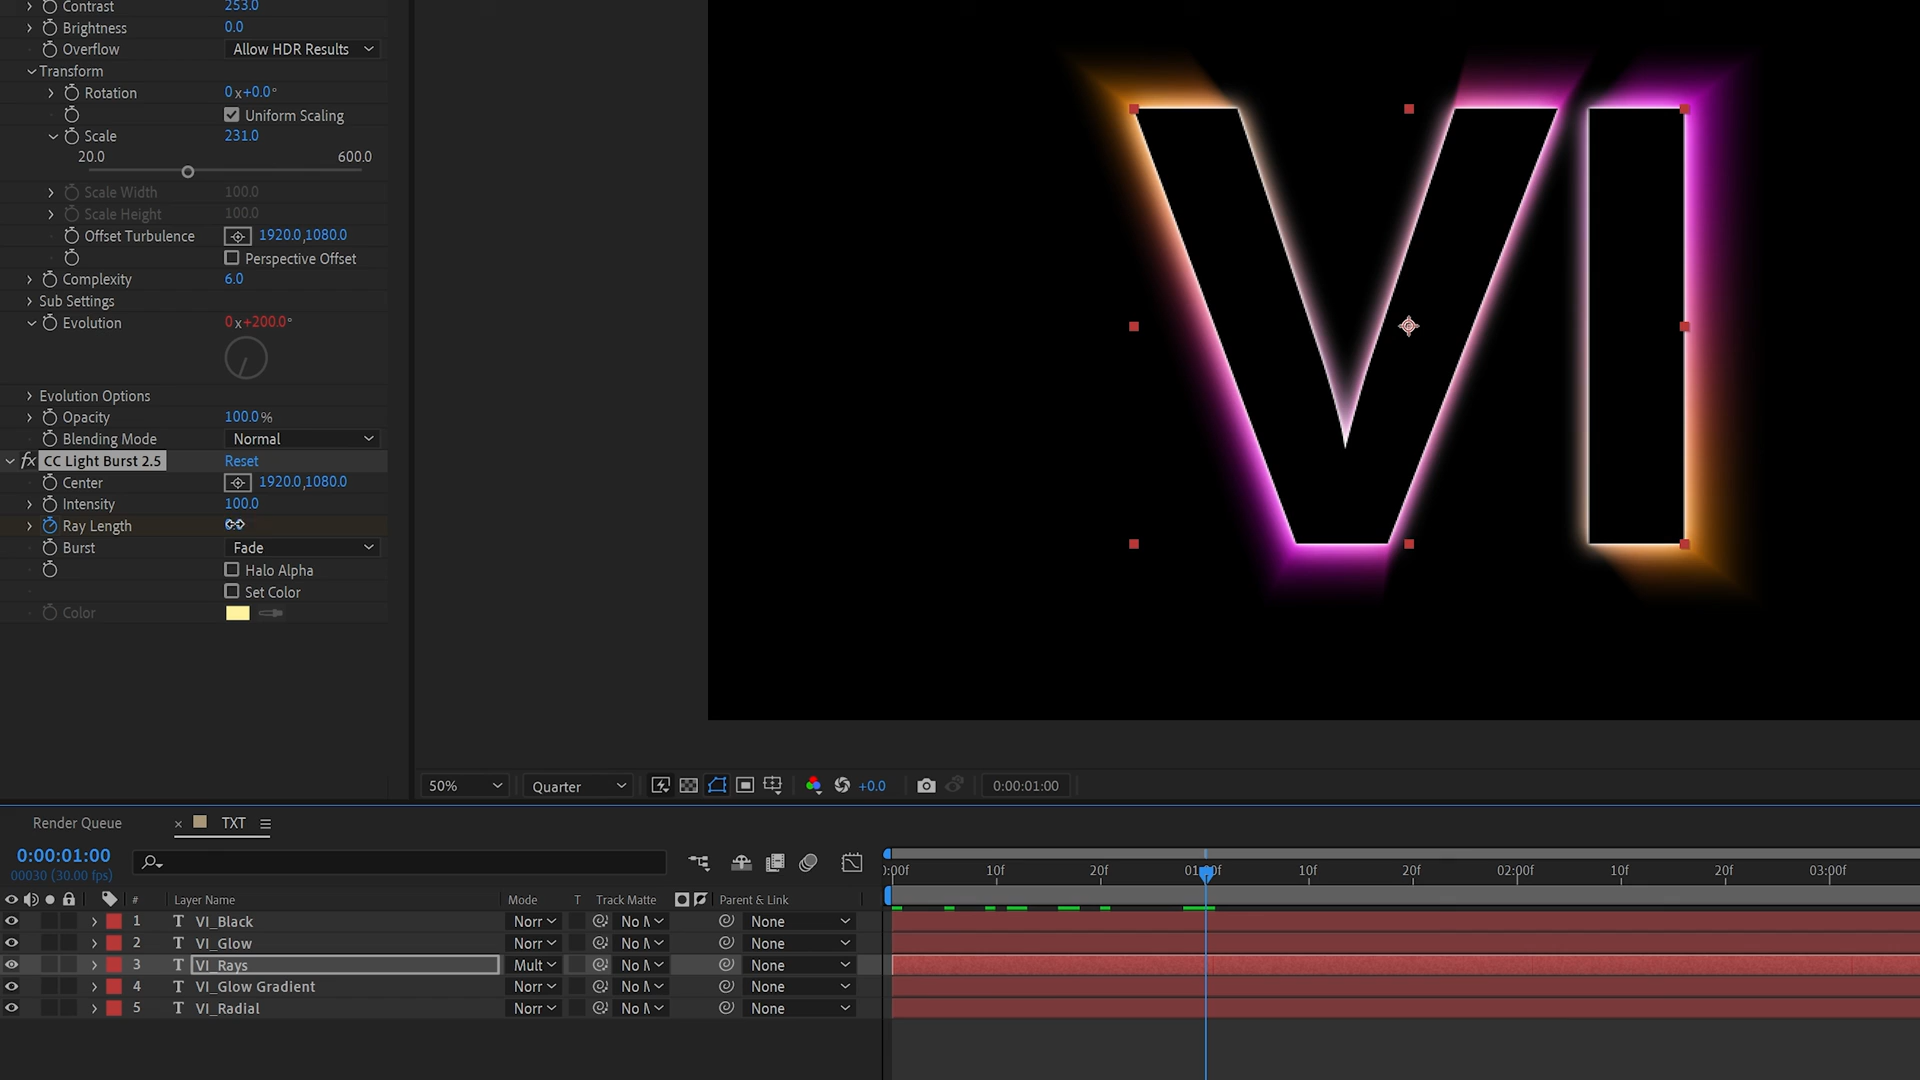 Contrast 253.0
Brightness 0.0
Overflow Allow HDR Results
Transform
Rotation 0x+0.0°
Uniform Scaling
Scale 231.0
20.0 600.0
Scale Width 100.0
Scale Height 100.0
Offset Turbulence 1920.0,1080.0
Perspective Offset
Complexity 6.0
Sub Settings
Evolution 0x+200.0°
Evolution Options
Opacity 100.0%
Blending Mode Normal
fx CC Light Burst 2.5 Reset
Center 1920.0,1080.0
Intensity 100.0
Ray Length
Burst Fade
Halo Alpha
Set Color
Color
VI
50% Quarter +0.0 0:00:01:00
Render Queue × TXT
0:00:01:00
00030 (30.00 fps)
):00f 10f 20f 01:00f 10f 20f 02:00f 10f 20f 03:00f
# Layer Name Mode T Track Matte Parent & Link
1 T VI_Black Norr No M None
2 T VI_Glow Norr No M None
3 T VI_Rays Mult No M None
4 T VI_Glow Gradient Norr No M None
5 T VI_Radial Norr No M None